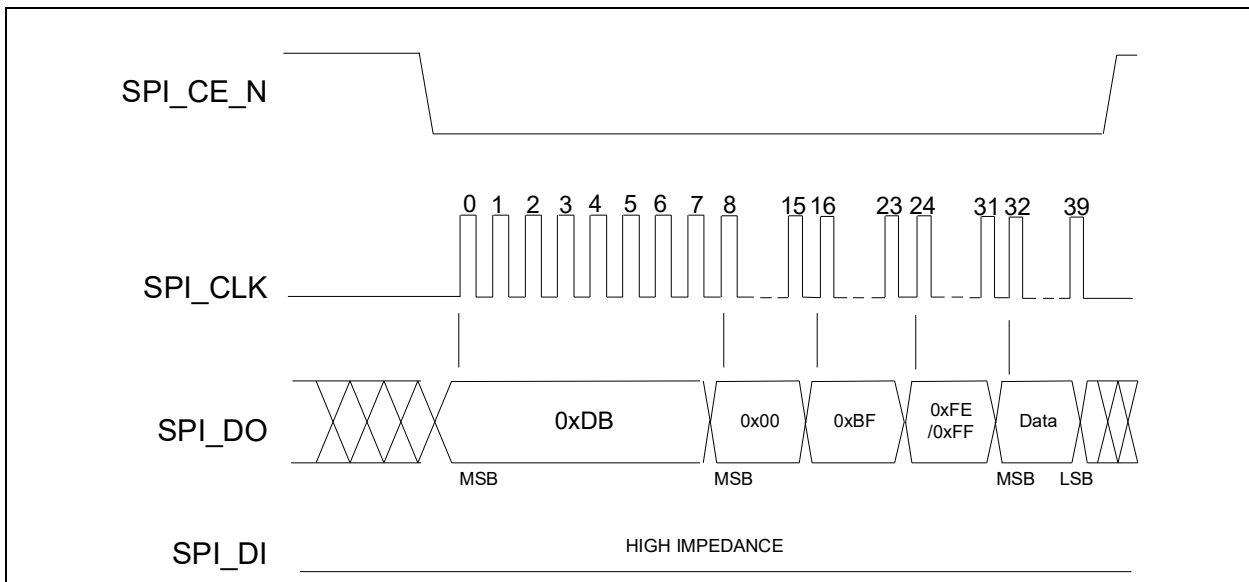 SPI_CE_N
0 1 2 3 4 5 6 7 8 15 16 23 24 31 32 39
SPI_CLK
SPI_DO
0xDB
0x00
0xBF
0xFE
/0xFF
Data
MSB MSB MSB LSB
SPI_DI
HIGH IMPEDANCE